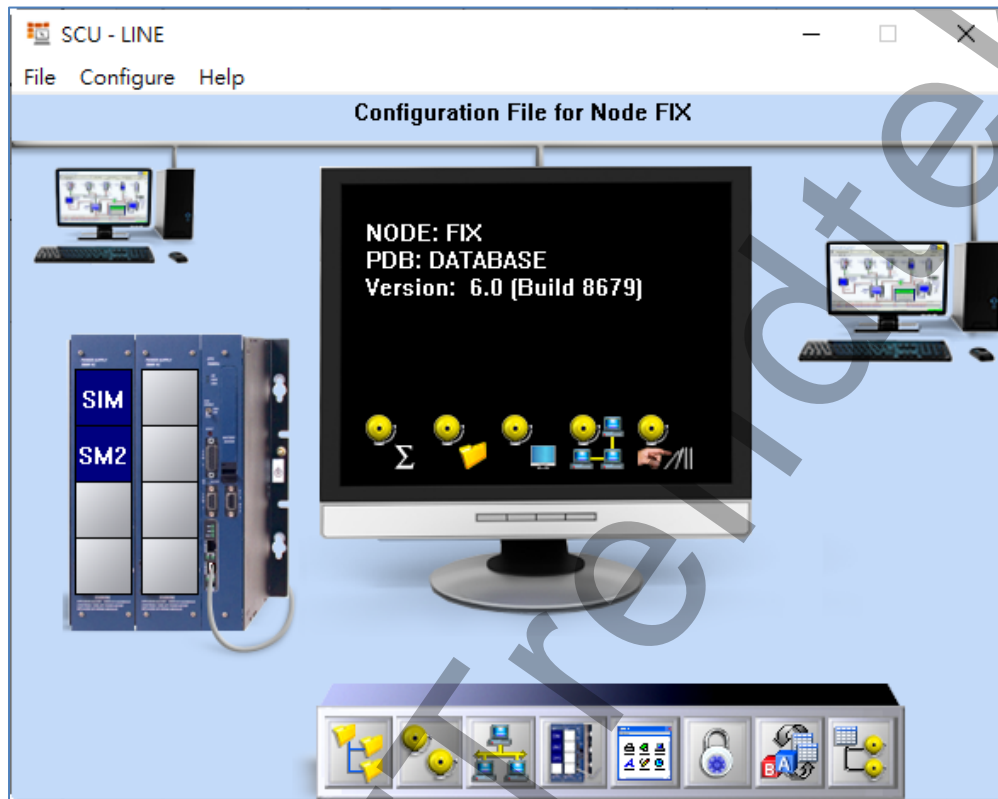 SCU - LINE
File Configure Help
Configuration File for Node FIX
NODE: FIX
PDB: DATABASE
Version: 6.0 (Build 8679)
SIM
SM2
Σ
B A